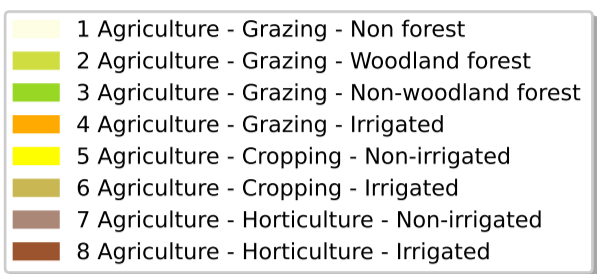 1 Agriculture - Grazing - Non forest
2 Agriculture - Grazing - Woodland forest
3 Agriculture - Grazing - Non-woodland forest
4 Agriculture - Grazing - Irrigated
5 Agriculture - Cropping - Non-irrigated
6 Agriculture - Cropping - Irrigated
7 Agriculture - Horticulture - Non-irrigated
8 Agriculture - Horticulture - Irrigated